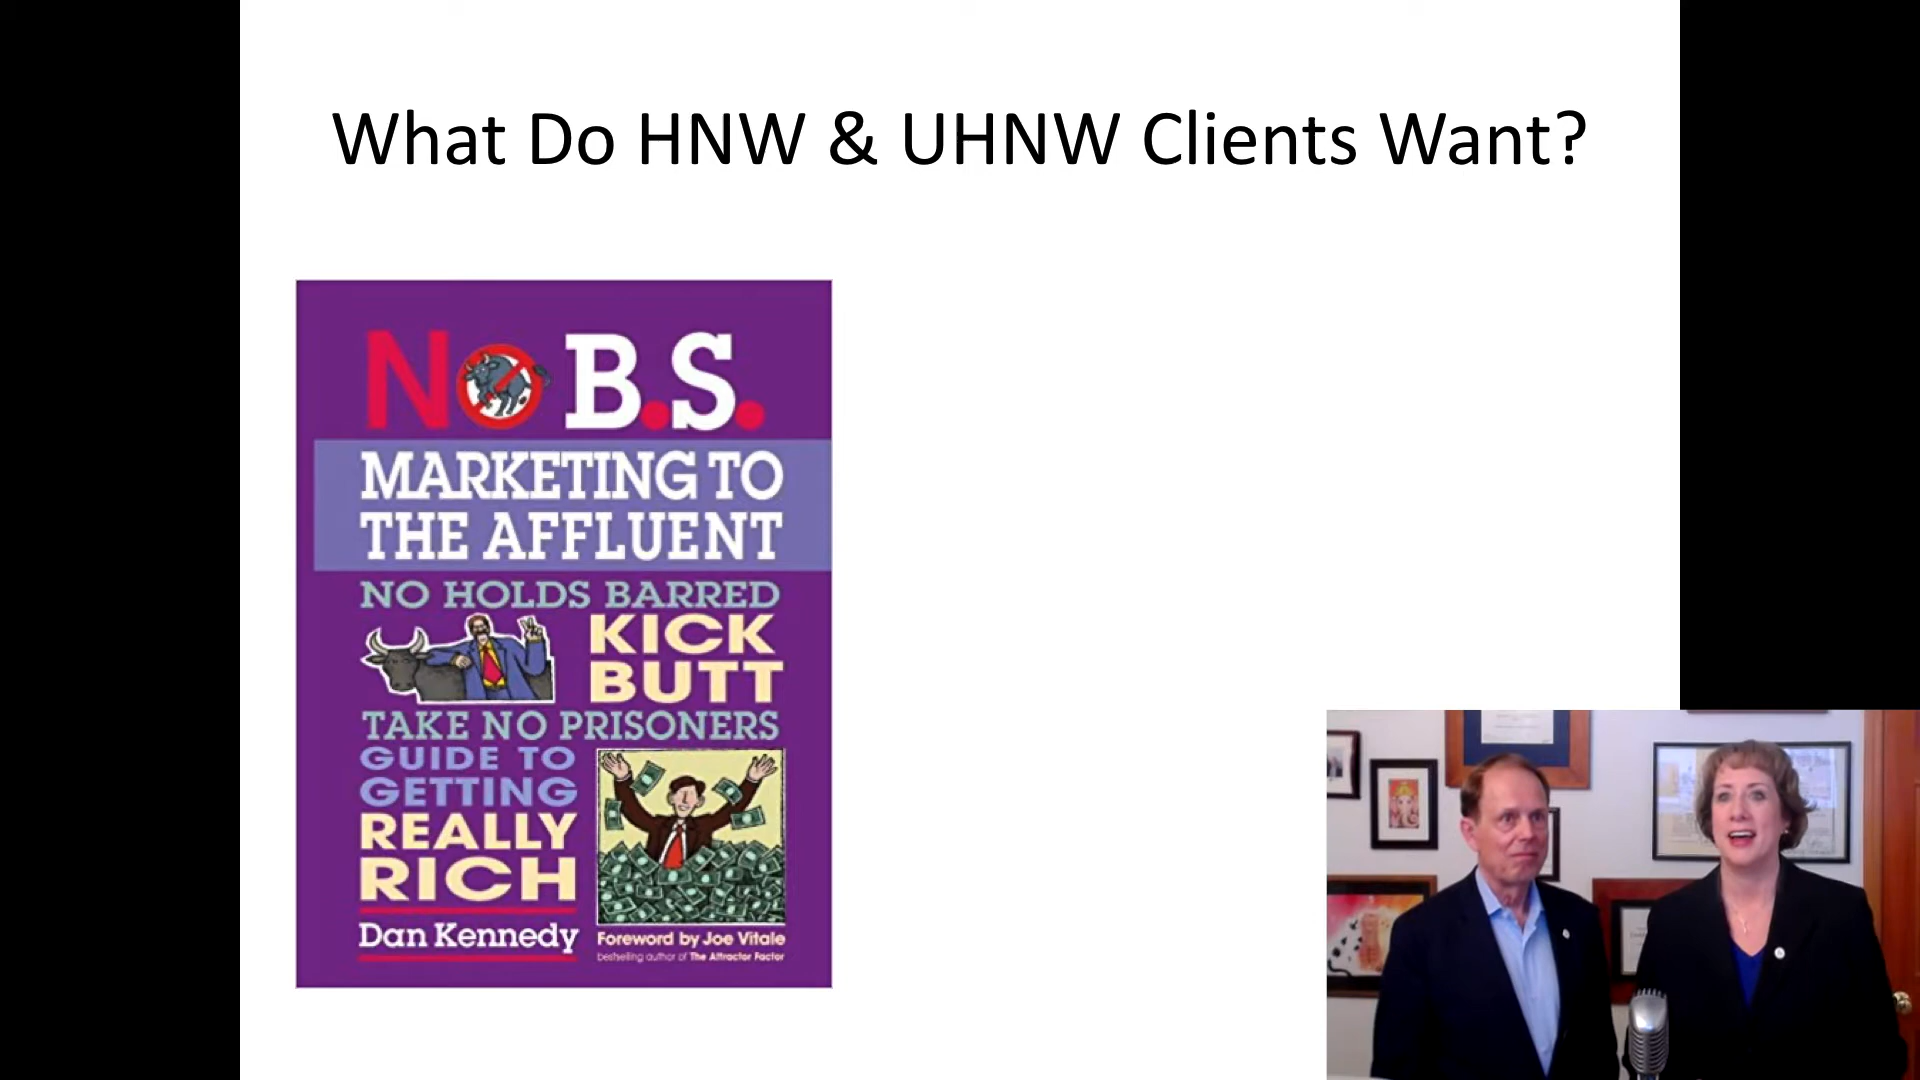 What Do HNW & UHNW Clients Want?
NO B.S.
MARKETING TO
THE AFFLUENT
NO HOLDS BARRED
KICK
BUTT
TAKE NO PRISONERS
GUIDE TO
GETTING
REALLY
RICH
Dan Kennedy
Foreword by Joe Vitale
bestselling author of The Attractor Factor